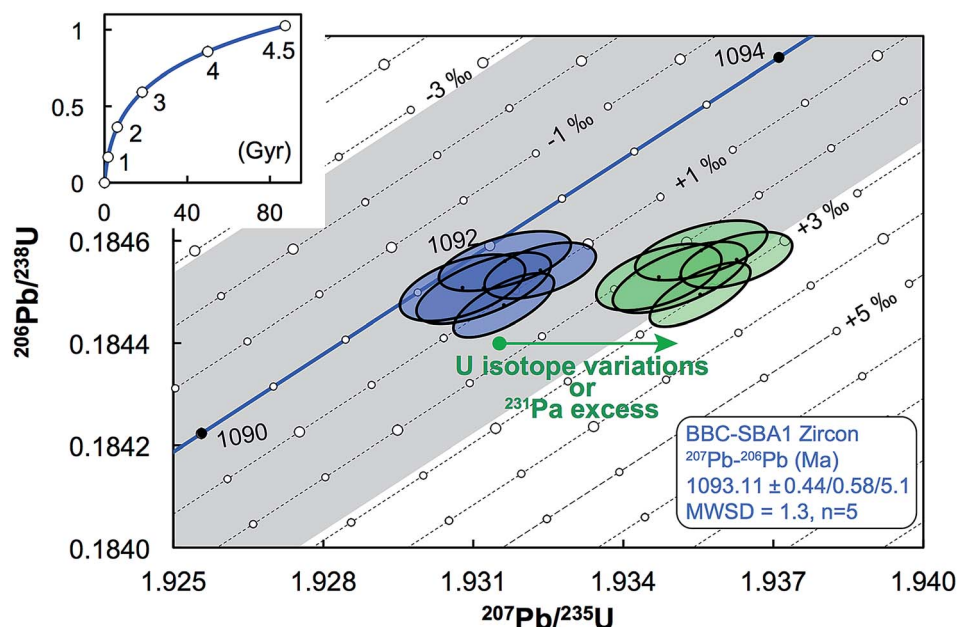 1
0.5
0
0
40
80
1
2
3
4
4.5
(Gyr)
206Pb/238U
0.1846
0.1844
0.1842
0.1840
1.925
1.928
1.931
1.934
1.937
1.940
207Pb/235U
-3 ‰
-1 ‰
+1 ‰
+3 ‰
+5 ‰
1094
1092
1090
U isotope variations
or
231Pa excess
BBC-SBA1 Zircon
207Pb-206Pb (Ma)
1093.11 ± 0.44/0.58/5.1
MWSD = 1.3, n=5